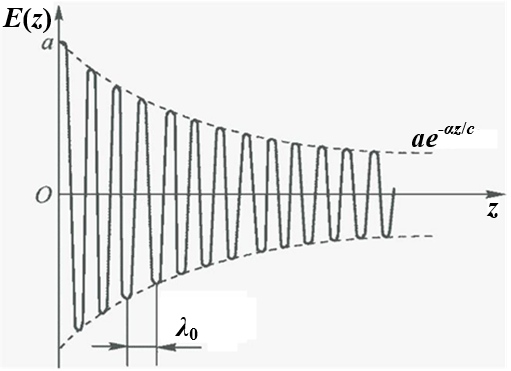 E(z)
a
ae^{-αz/c}
O
z
λ₀